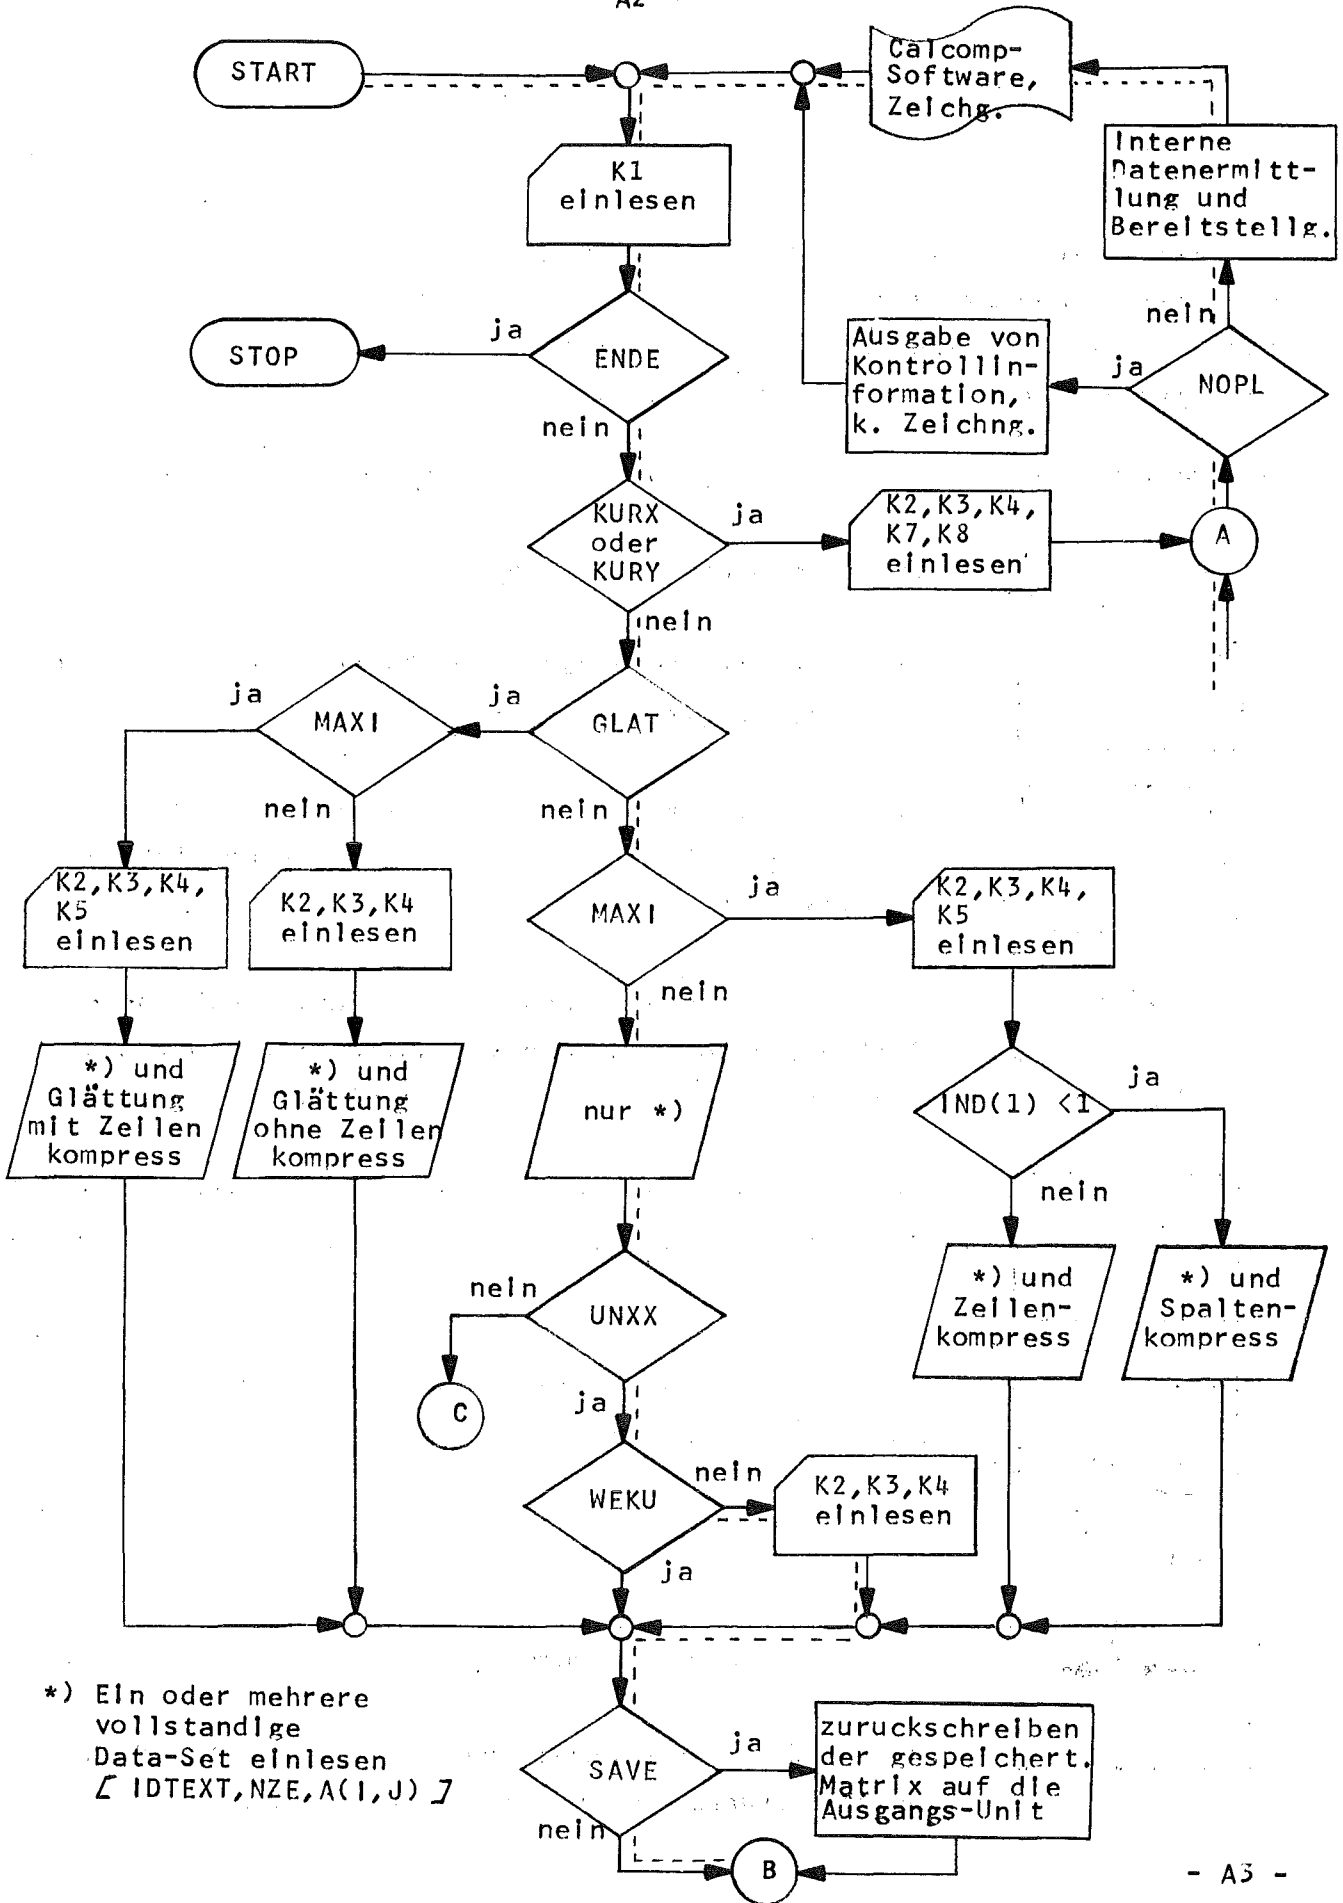 A2
START
Calcomp-
Software,
Zeichg.
K1
einlesen
Interne
Datenermitt-
lung und
Bereitstellg.
ja
STOP
ENDE
nein
nein
Ausgabe von
Kontrollin-
formation,
k. Zeichng.
ja
NOPL
KURX
oder
KURY
ja
K2,K3,K4,
K7,K8
einlesen
A
nein
ja
MAXI
ja
GLAT
nein
nein
K2,K3,K4,
K5
einlesen
K2,K3,K4
einlesen
MAXI
ja
K2,K3,K4,
K5
einlesen
nein
*) und
Glättung
mit Zeilen
kompress
*) und
Glättung
ohne Zeilen
kompress
nur *)
IND(1) <1
ja
nein
nein
UNXX
*) und
Zeilen-
kompress
*) und
Spalten-
kompress
C
ja
WEKU
nein
K2,K3,K4
einlesen
ja
*) Ein oder mehrere
vollstandige
Data-Set einlesen
[ IDTEXT,NZE,A(I,J) ]
SAVE
ja
zuruckschreiben
der gespeichert.
Matrix auf die
Ausgangs-Unit
nein
B
- A3 -